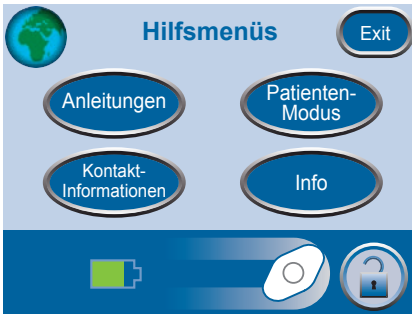 Hilfsmenüs
Exit
Anleitungen
Patienten-
Modus
Kontakt-
Informationen
Info